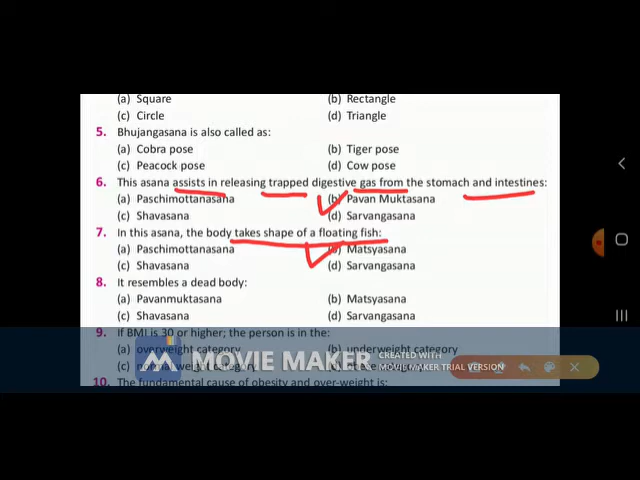 (a) Square (b) Rectangle
(c) Circle (d) Triangle
5. Bhujangasana is also called as:
(a) Cobra pose (b) Tiger pose
(c) Peacock pose (d) Cow pose
6. This asana assists in releasing trapped digestive gas from the stomach and intestines:
(a) Paschimottanasana (b) Pavan Muktasana
(c) Shavasana (d) Sarvangasana
7. In this asana, the body takes shape of a floating fish:
(a) Paschimottanasana (b) Matsyasana
(c) Shavasana (d) Sarvangasana
8. It resembles a dead body:
(a) Pavanmuktasana (b) Matsyasana
(c) Shavasana (d) Sarvangasana
9. If BMI is 30 or higher; the person is in the:
(a) overweight category (b) underweight category
(c) normal weight category (d)
MOVIE MAKER CREATED WITH
MOVIE MAKER TRIAL VERSION
10. The fundamental cause of obesity and over-weight is: